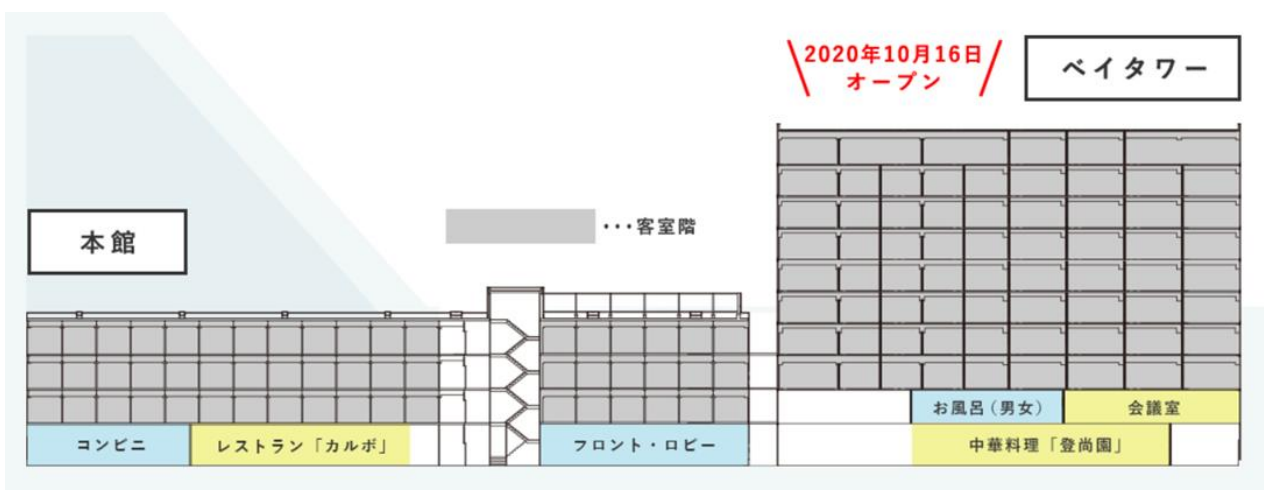 2020年10月16日
オープン
ベイタワー
本館
･･･客室階
お風呂(男女)
会議室
コンビニ
レストラン「カルボ」
フロント・ロビー
中華料理「登尚園」